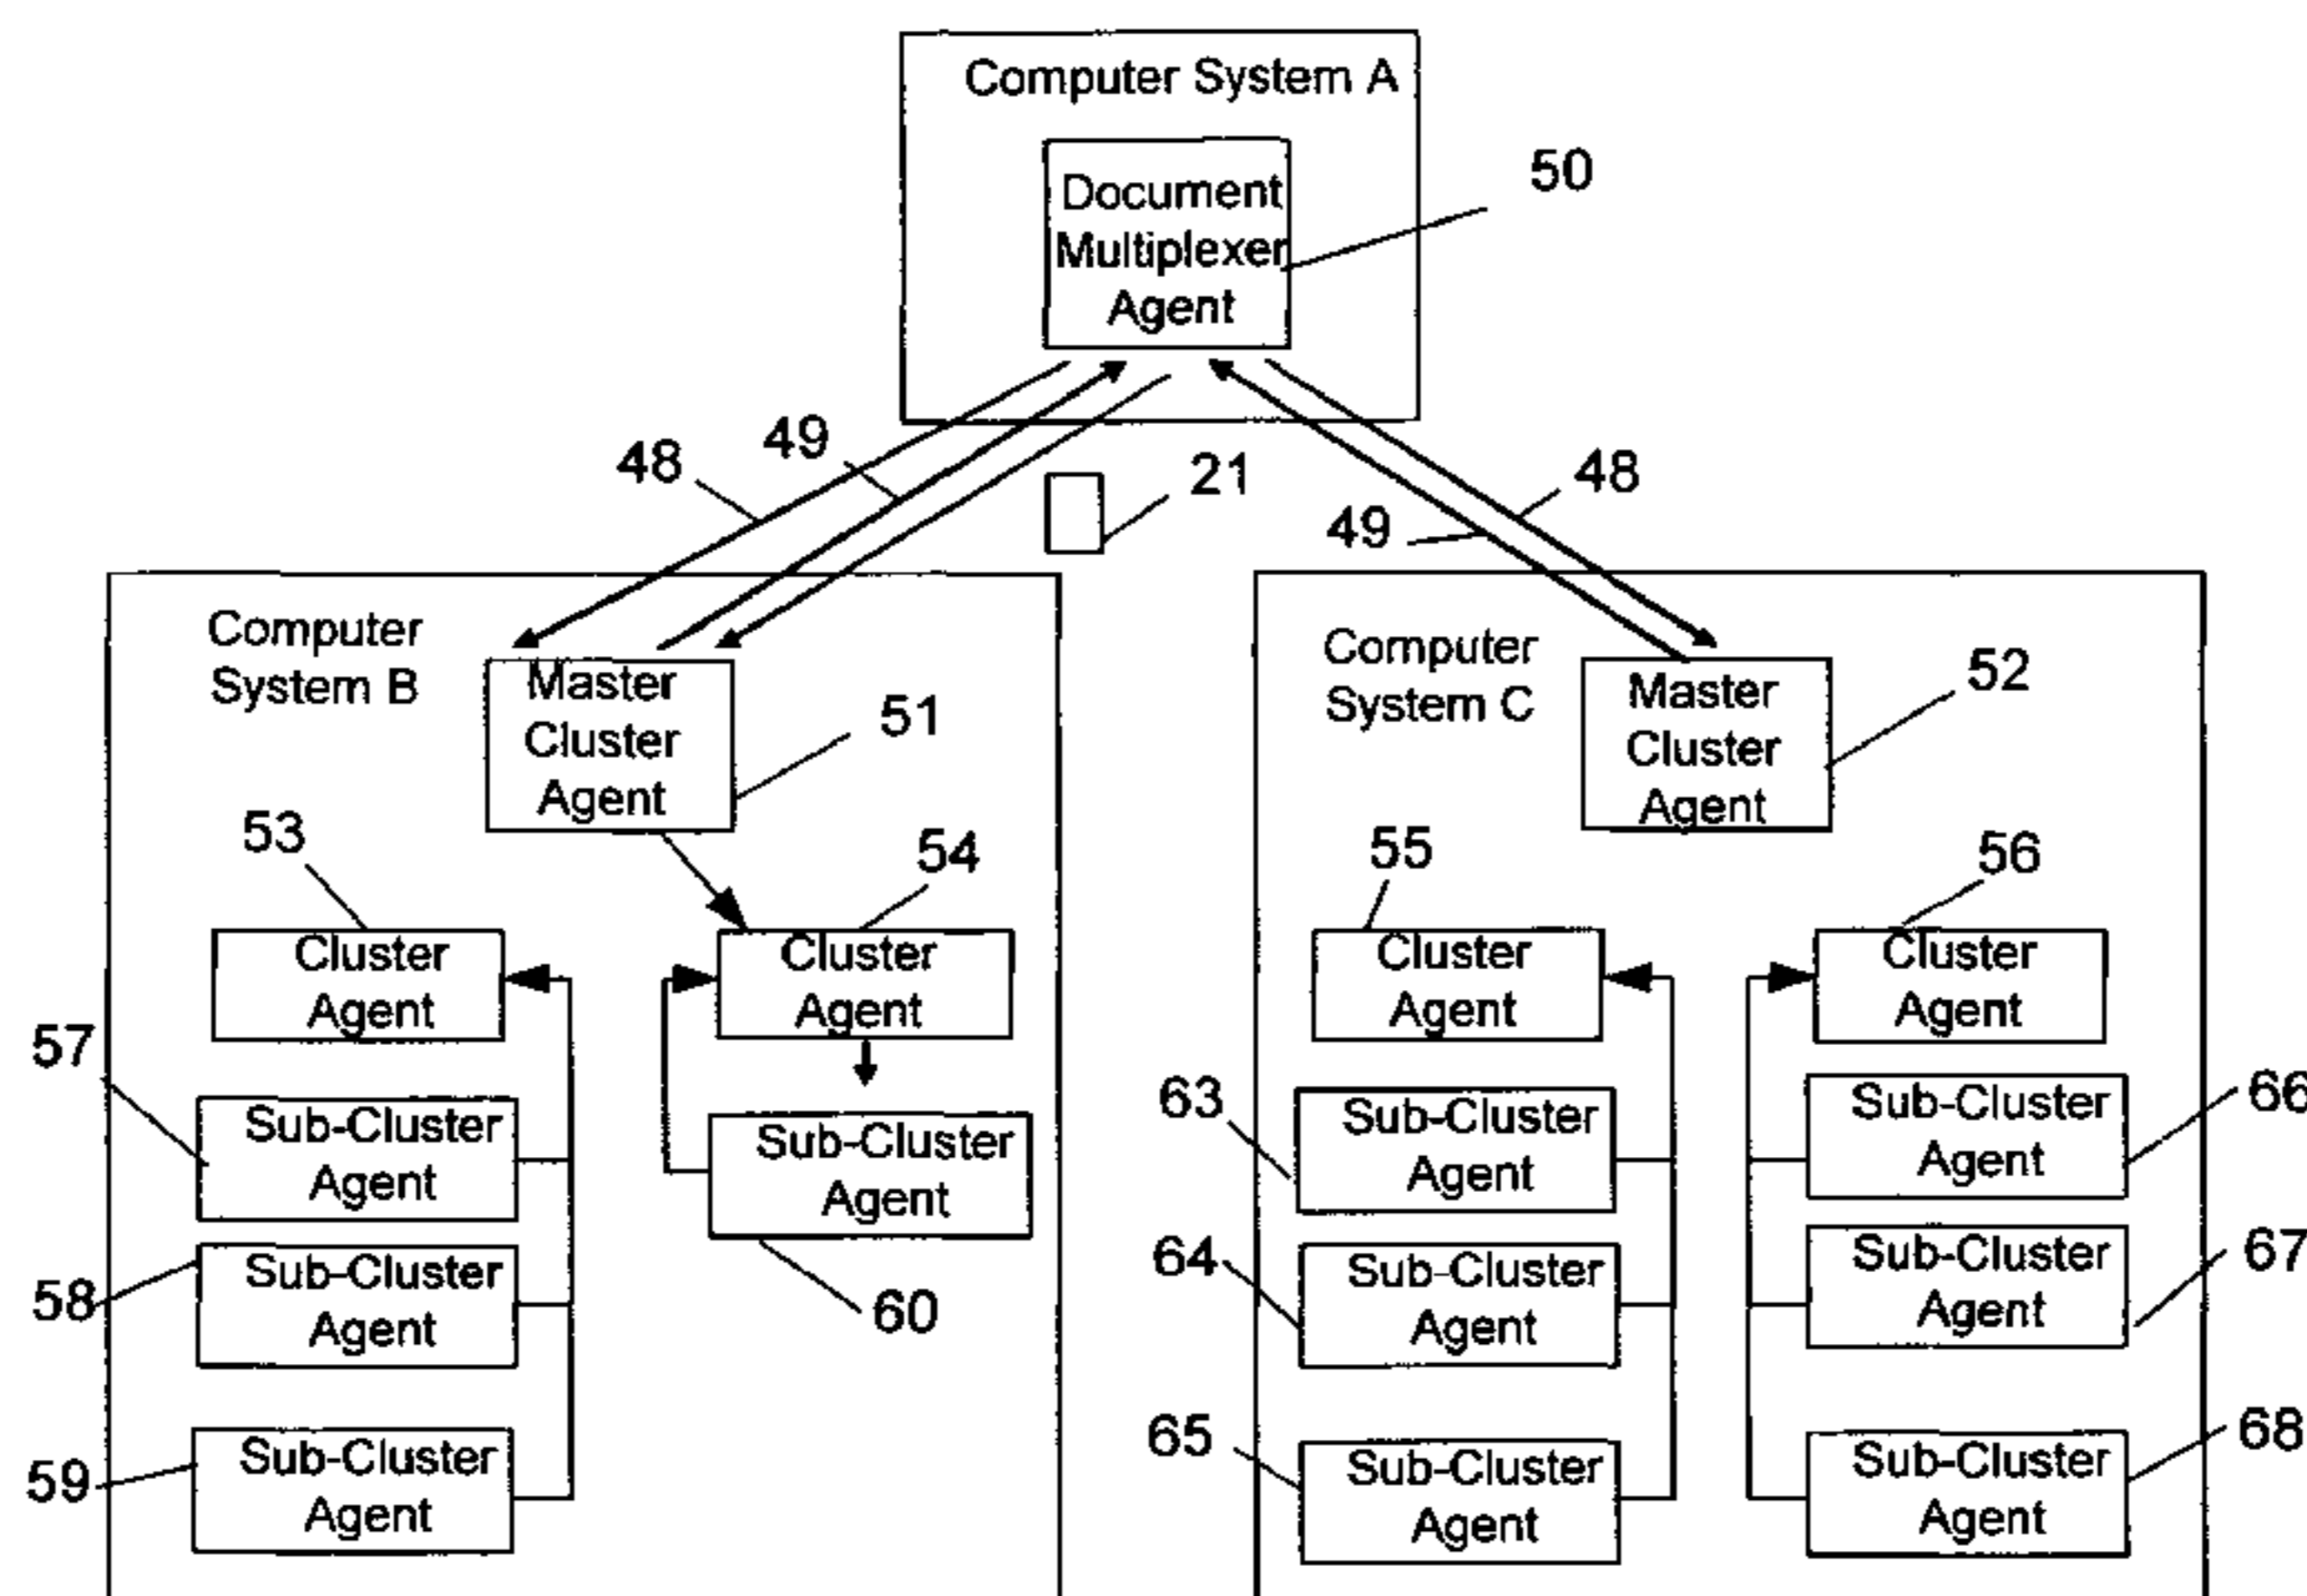 Computer System A
Document
Multiplexer
Agent
50
48
49
21
48
49
Computer
System B
Master
Cluster
Agent
51
Computer
System C
Master
Cluster
Agent
52
53
54
55
56
Cluster
Agent
Cluster
Agent
Cluster
Agent
Cluster
Agent
57
Sub-Cluster
Agent
Sub-Cluster
Agent
60
63
Sub-Cluster
Agent
Sub-Cluster
Agent
66
58
Sub-Cluster
Agent
64
Sub-Cluster
Agent
Sub-Cluster
Agent
67
59
Sub-Cluster
Agent
65
Sub-Cluster
Agent
Sub-Cluster
Agent
68